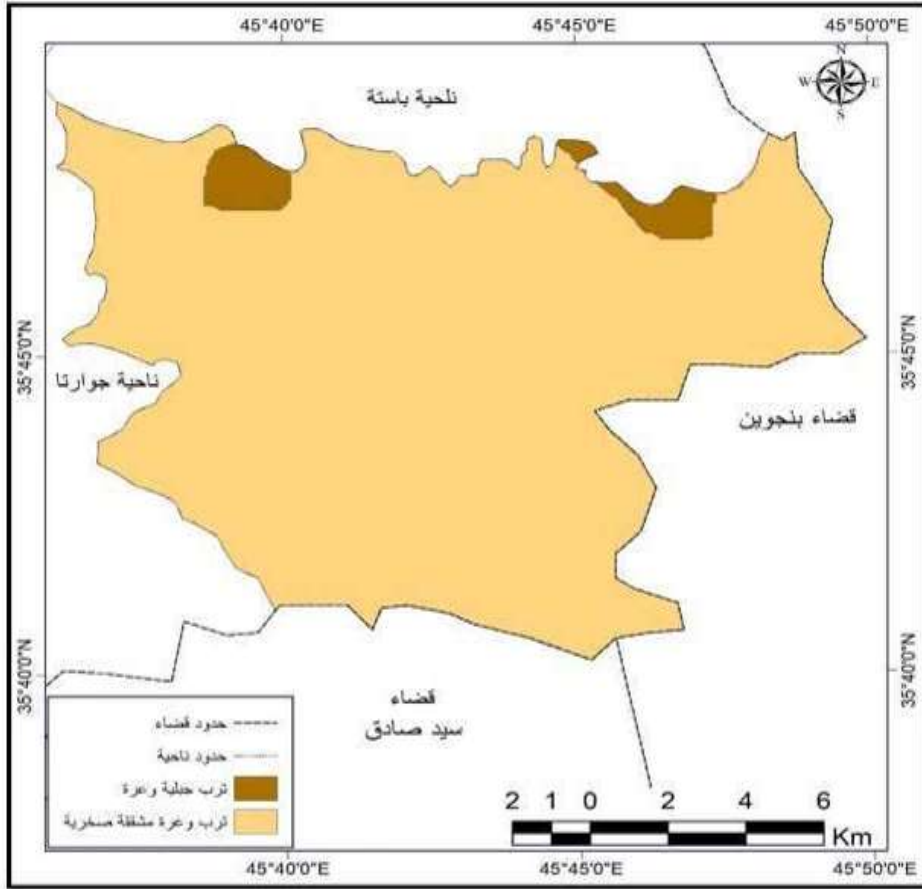 45°40'0"E
45°45'0"E
45°50'0"E
N
W
E
S
نلحية باستة
35°45'0"N
35°45'0"N
ناحية جوارتا
قضاء بنجوين
35°40'0"N
35°40'0"N
قضاء
سيد صادق
حدود قضاء
حدود ناحية
ترب جبلية وعرة
ترب وعرة مشققة صخرية
2 1 0 2 4 6
Km
45°40'0"E
45°45'0"E
45°50'0"E